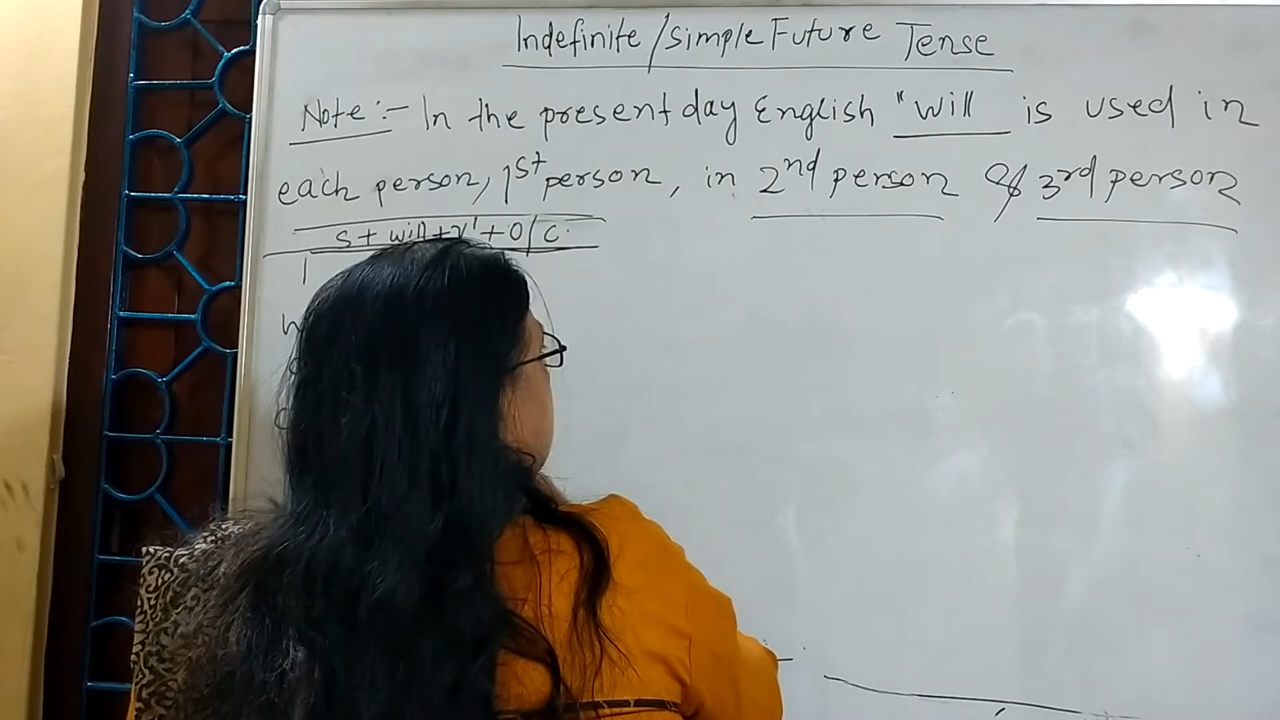 Indefinite/Simple Future Tense
Note:- In the present day English "will is used in
each person, 1st person, in 2nd person & 3rd person
S + will + V' + O/C.
I